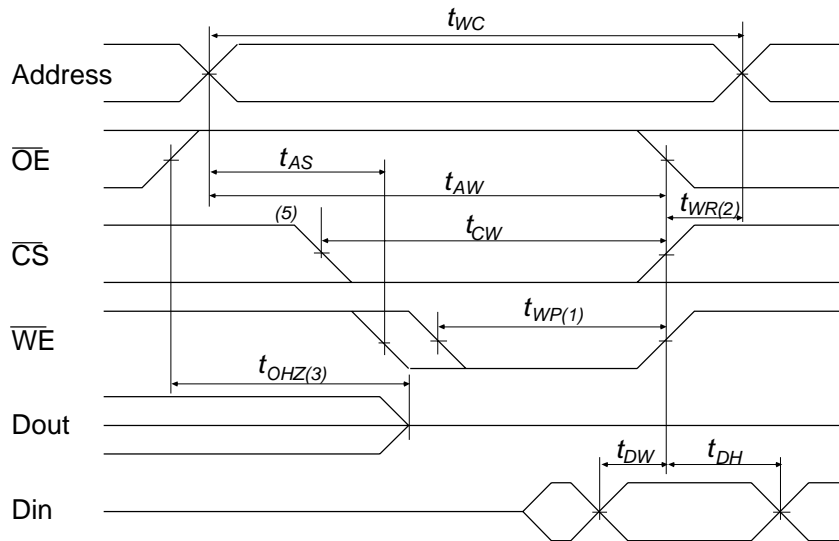 tWC
Address
OE
tAS
tAW
tWR(2)
(5)
tCW
CS
tWP(1)
WE
tOHZ(3)
Dout
tDW
tDH
Din